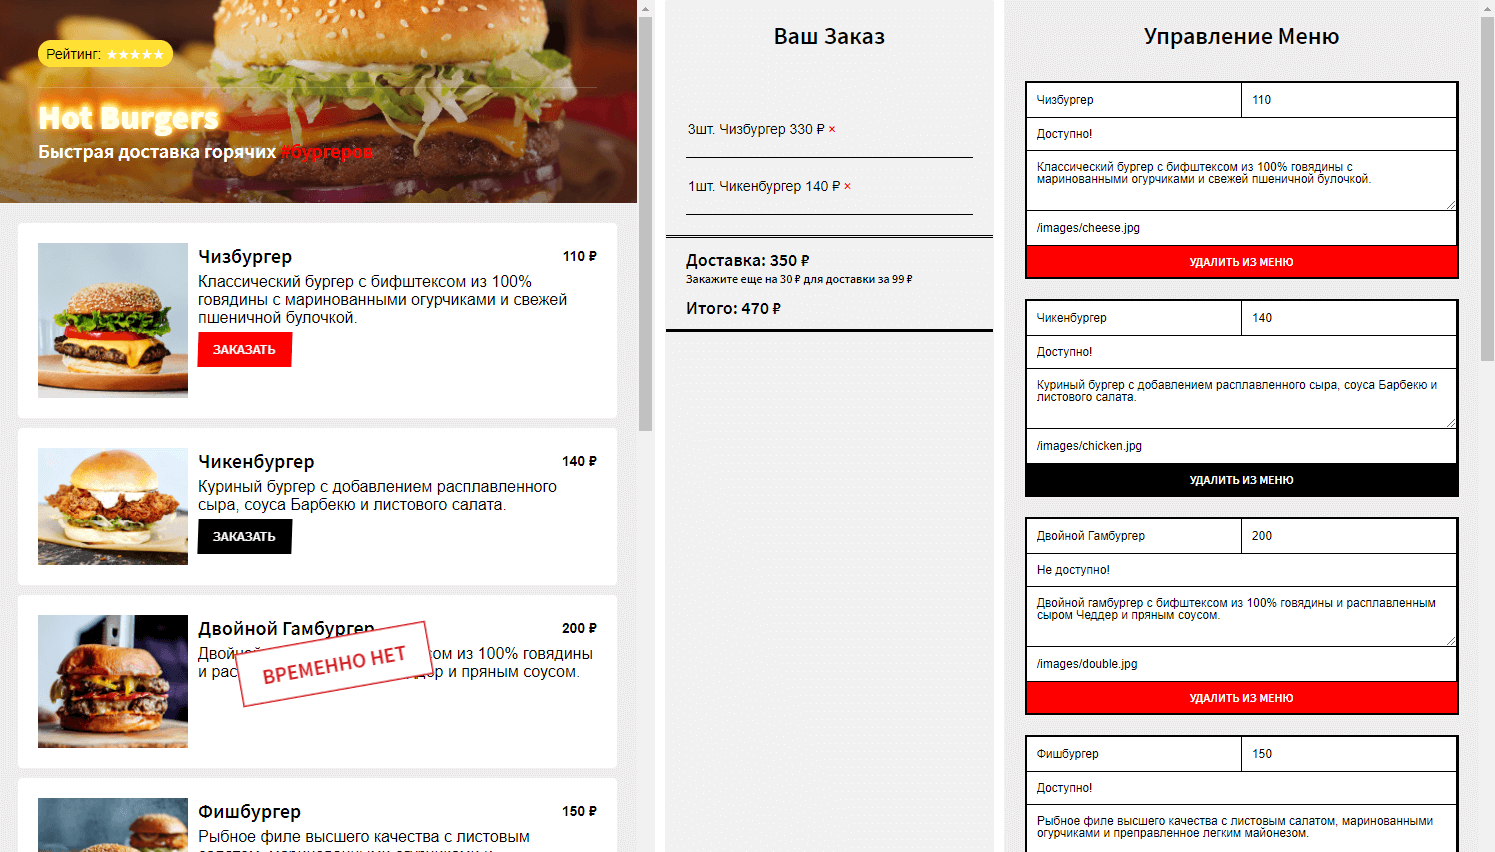 Рейтинг: ★★★★★
Hot Burgers
Быстрая доставка горячих #бургеров
Чизбургер
110 ₽
Классический бургер с бифштексом из 100%
говядины с маринованными огурчиками и свежей
пшеничной булочкой.
ЗАКАЗАТЬ
Чикенбургер
140 ₽
Куриный бургер с добавлением расплавленного
сыра, соуса Барбекю и листового салата.
ЗАКАЗАТЬ
Двойной Гамбургер
200 ₽
ом из 100% говядины
и пряным соусом.
ВРЕМЕННО НЕТ
Фишбургер
150 ₽
Рыбное филе высшего качества с листовым
Ваш Заказ
3шт. Чизбургер 330 ₽ ×
1шт. Чикенбургер 140 ₽ ×
Доставка: 350 ₽
Закажите еще на 30 ₽ для доставки за 99 ₽
Итого: 470 ₽
Управление Меню
Чизбургер
110
Доступно!
Классический бургер с бифштексом из 100% говядины с
маринованными огурчиками и свежей пшеничной булочкой.
/images/cheese.jpg
УДАЛИТЬ ИЗ МЕНЮ
Чикенбургер
140
Доступно!
Куриный бургер с добавлением расплавленного сыра, соуса Барбекю и
листового салата.
/images/chicken.jpg
УДАЛИТЬ ИЗ МЕНЮ
Двойной Гамбургер
200
Не доступно!
Двойной гамбургер с бифштексом из 100% говядины и расплавленным
сыром Чеддер и пряным соусом.
/images/double.jpg
УДАЛИТЬ ИЗ МЕНЮ
Фишбургер
150
Доступно!
Рыбное филе высшего качества с листовым салатом, маринованными
огурчиками и преправленное легким майонезом.